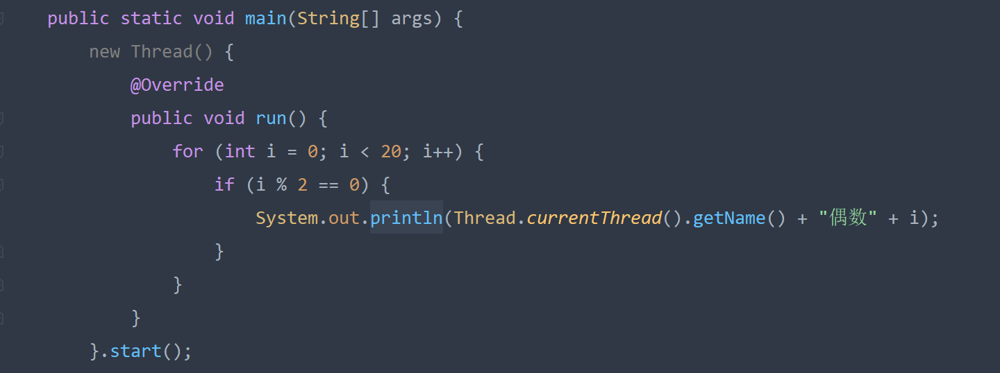 public static void main(String[] args) {
new Thread() {
@Override
public void run() {
for (int i = 0; i < 20; i++) {
if (i % 2 == 0) {
System.out.println(Thread.currentThread().getName() + "偶数" + i);
}
}
}
}.start();